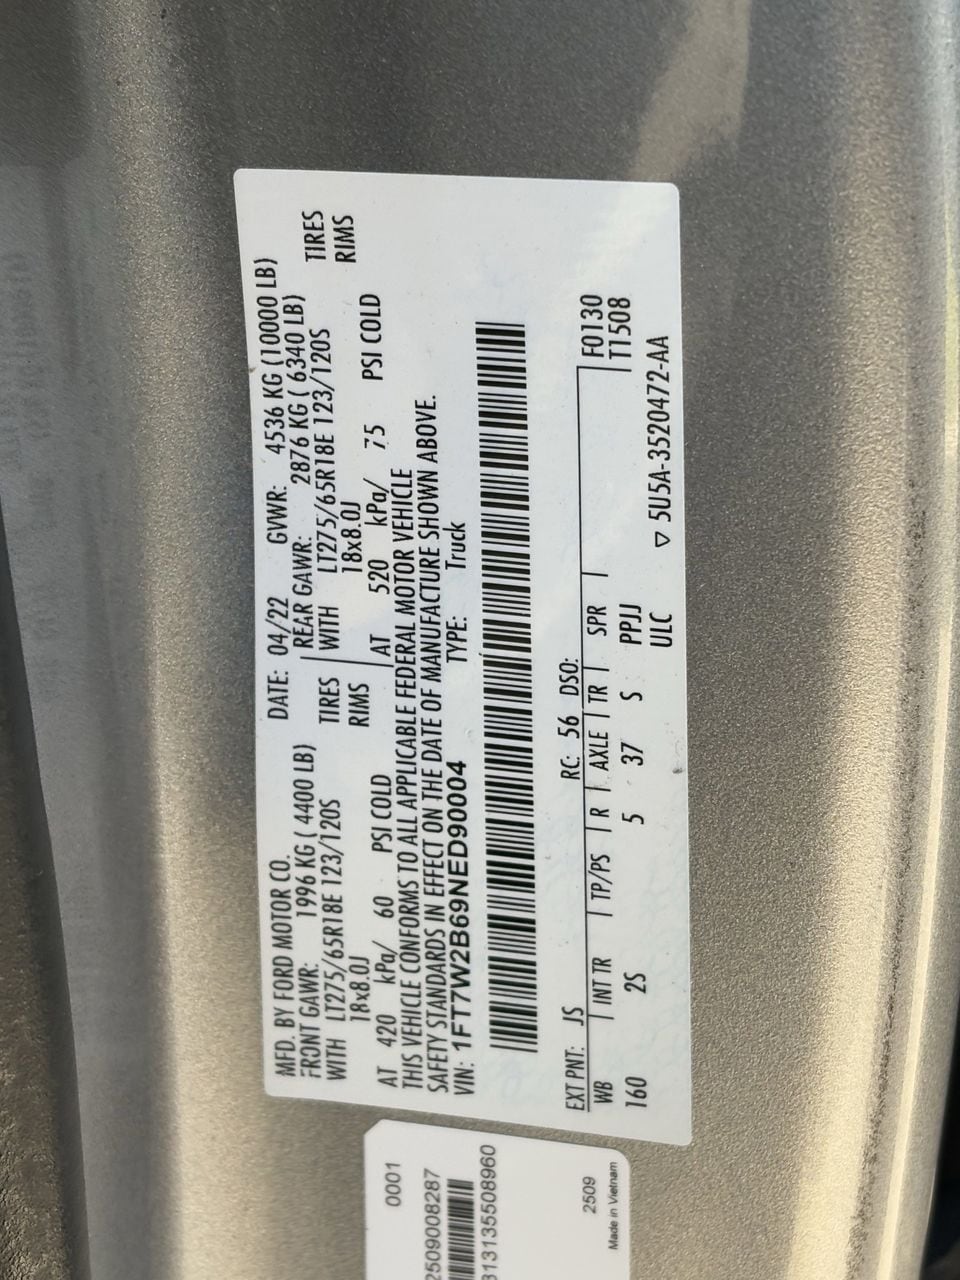 MFD. BY FORD MOTOR CO.
DATE: 04/22 GVWR: 4536 KG (10000 LB)
FRONT GAWR: 1996 KG ( 4400 LB)
REAR GAWR: 2876 KG ( 6340 LB)
WITH LT275/65R18E 123/120S TIRES
WITH LT275/65R18E 123/120S TIRES
18x8.0J RIMS
18x8.0J RIMS
AT 420 kPa/ 60 PSI COLD
AT 520 kPa/ 75 PSI COLD
THIS VEHICLE CONFORMS TO ALL APPLICABLE FEDERAL MOTOR VEHICLE
SAFETY STANDARDS IN EFFECT ON THE DATE OF MANUFACTURE SHOWN ABOVE.
VIN: 1FT7W2B69NED90004 TYPE: Truck
EXT PNT: JS RC: 56 DSO:
F0130
WB INT TR TP/PS R AXLE TR SPR
T1508
160 2S 5 37 S PPJJ
ULC ▽ 5U5A-3520472-AA
0001
2509008287
3131355508960
2509
Made in Vietnam